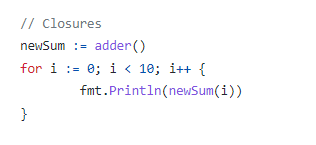 // Closures
newSum := adder()
for i := 0; i < 10; i++ {
        fmt.Println(newSum(i))
}